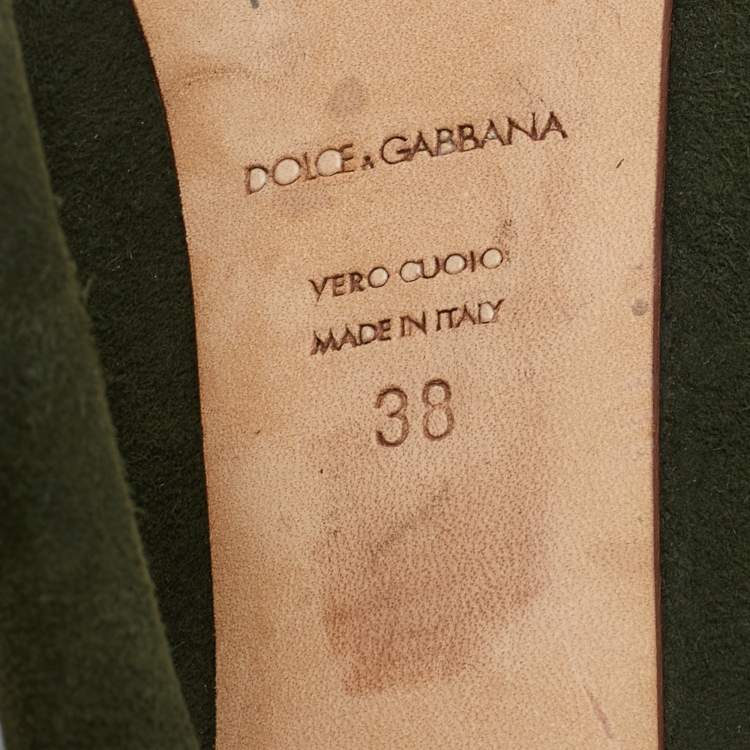 DOLCE & GABBANA
VERO CUOIO
MADE IN ITALY
38